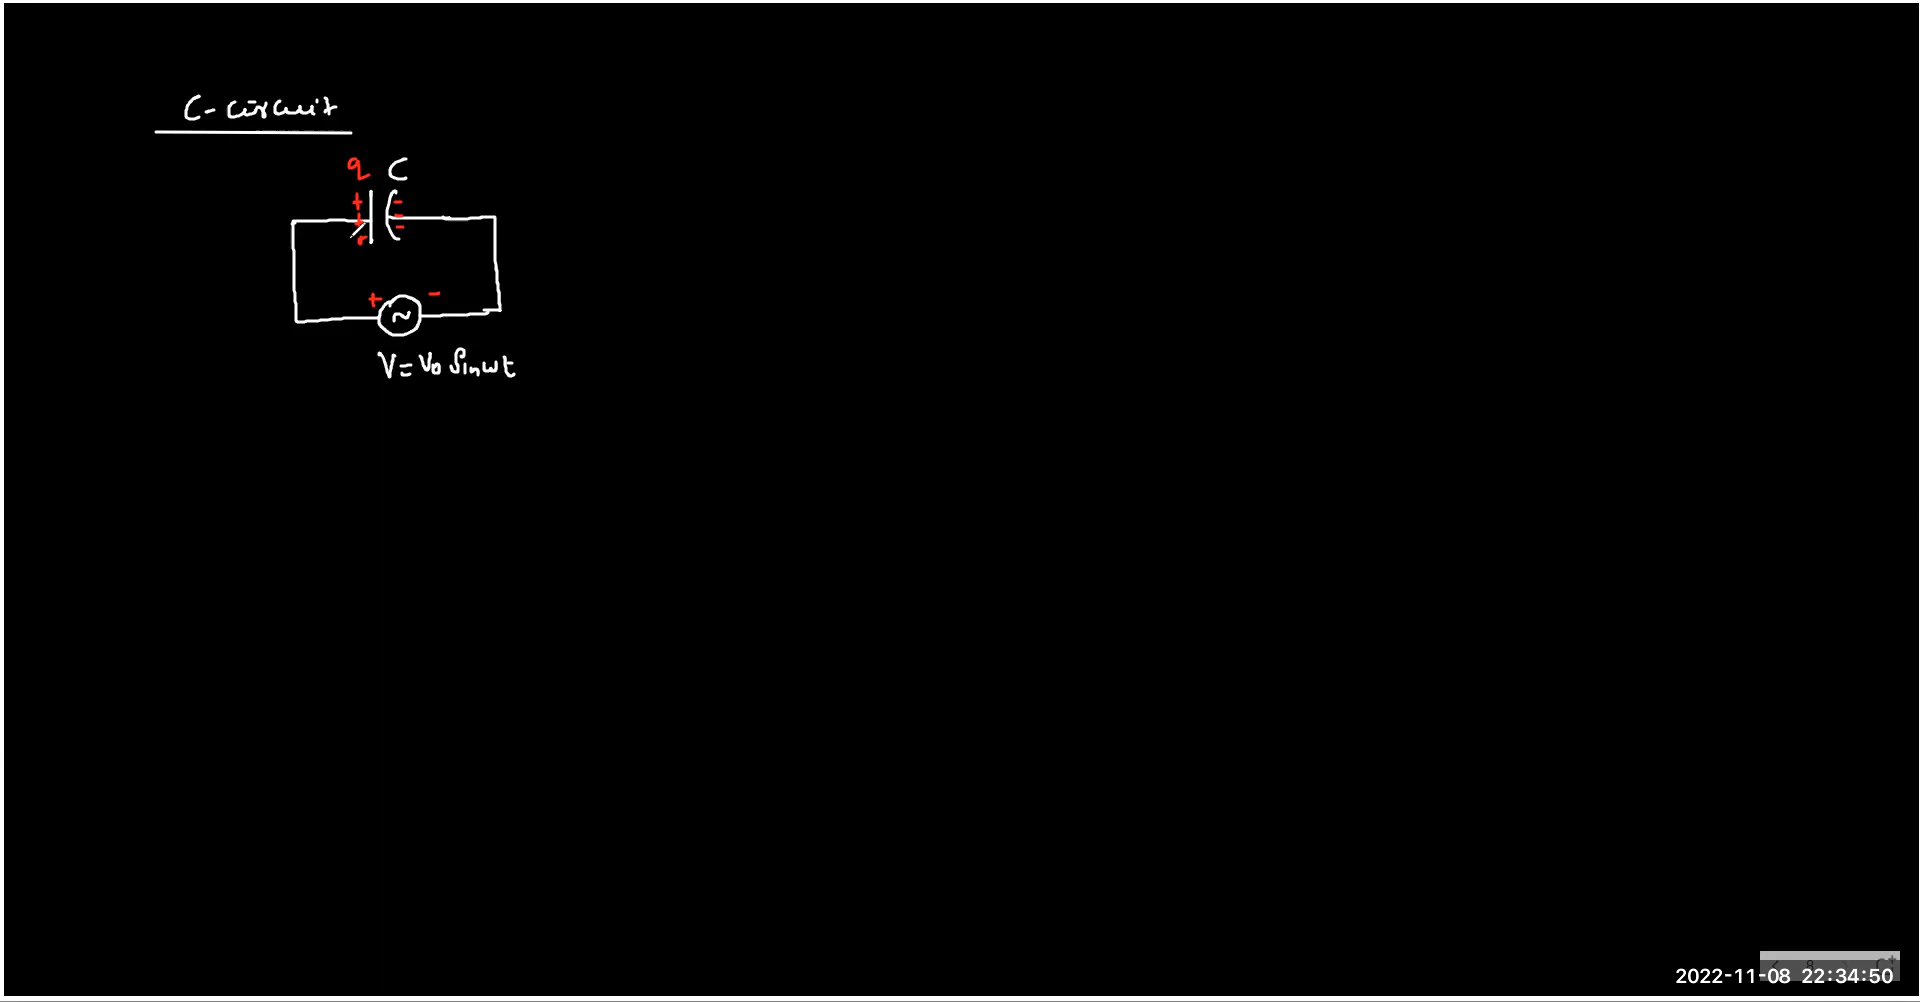 C-circuit
q C
+ -
+ -
-
+ -
~
V=V₀ Sinωt
2022-11-08 22:34:50